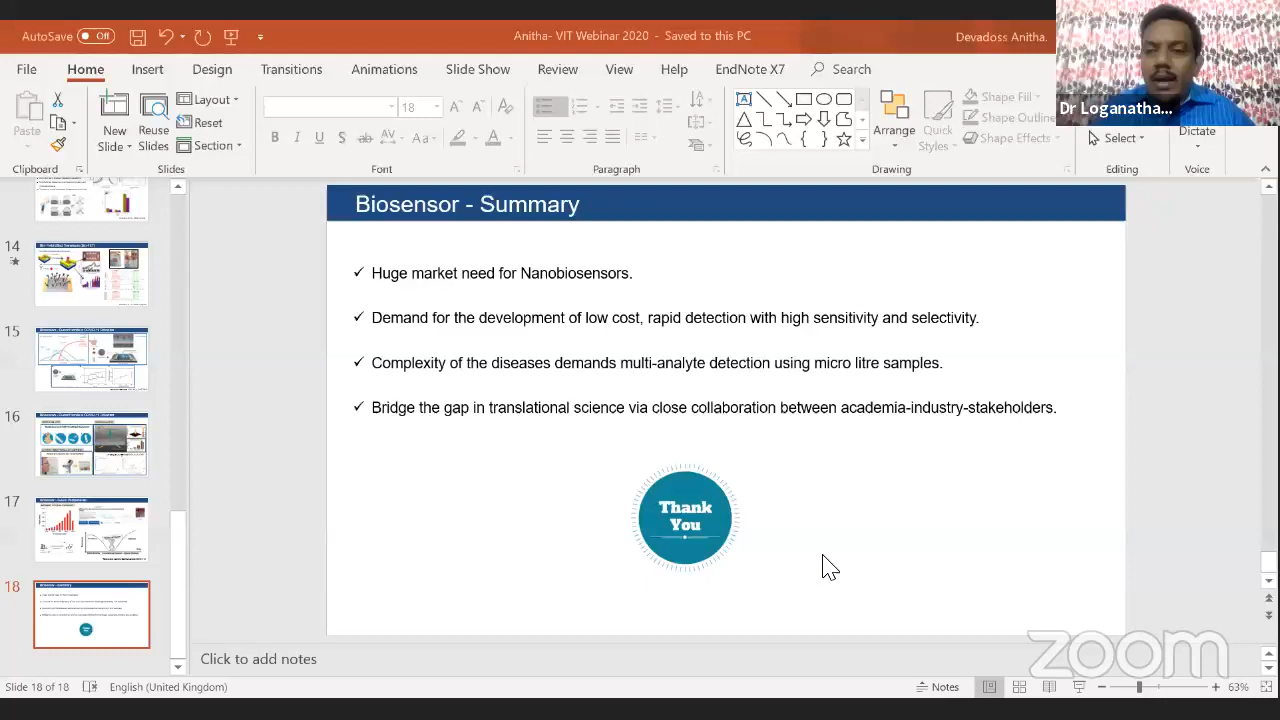 AutoSave Off
Anitha- VIT Webinar 2020 - Saved to this PC
Devadoss Anitha.
File Home Insert Design Transitions Animations Slide Show Review View Help EndNote X7 Search
Dr Loganatha...
Paste
New Slide
Reuse Slides
Layout
Reset
Section
18
B I U S ab AV Aa A
A A A
Arrange
Quick Styles
Shape Fill
Shape Outline
Shape Effects
Select
Dictate
Clipboard Slides Font Paragraph Drawing Editing Voice
14
15
16
17
18
Biosensor - Summary
✓ Huge market need for Nanobiosensors.
✓ Demand for the development of low cost, rapid detection with high sensitivity and selectivity.
✓ Complexity of the diseases demands multi-analyte detection using micro litre samples.
✓ Bridge the gap in translational science via close collaboration between academia-industry-stakeholders.
Thank
You
Click to add notes
zoom
Slide 18 of 18 English (United Kingdom) Notes 63%